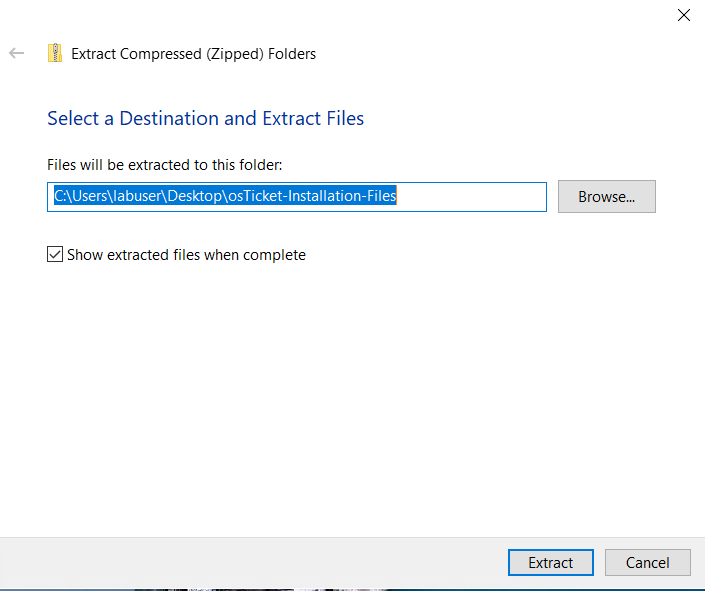 Extract Compressed (Zipped) Folders
Select a Destination and Extract Files
Files will be extracted to this folder:
C:\Users\labuser\Desktop\osTicket-Installation-Files
Browse...
Show extracted files when complete
Extract
Cancel